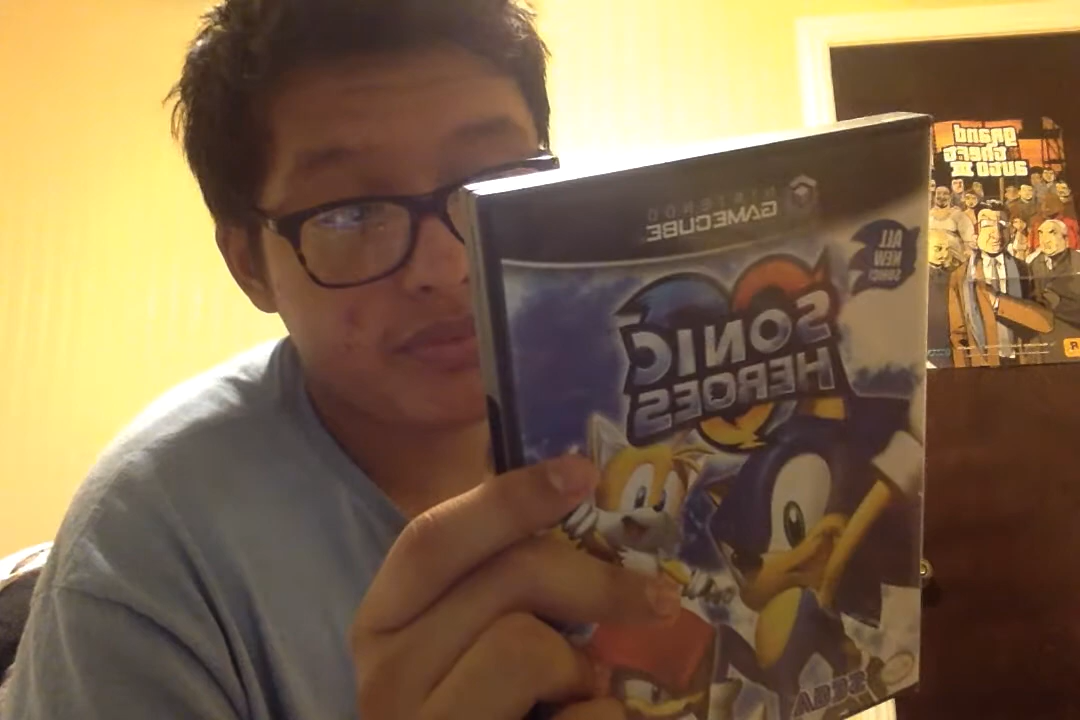 NINTENDO
GAMECUBE
ALL
NEW
SONIC!
SONIC
HEROES
SEGA
grand
theft
auto III
R